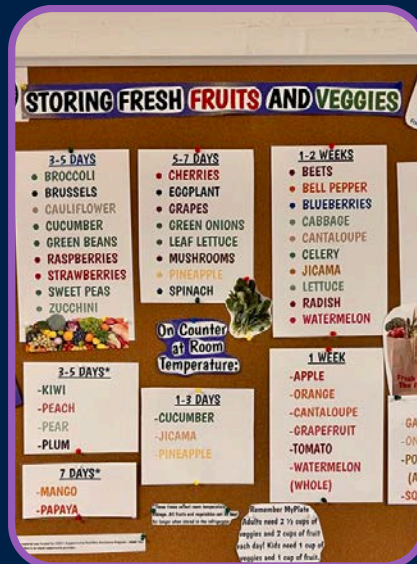 STORING FRESH FRUITS AND VEGGIES
3-5 DAYS
BROCCOLI
BRUSSELS
CAULIFLOWER
CUCUMBER
GREEN BEANS
RASPBERRIES
STRAWBERRIES
SWEET PEAS
ZUCCHINI
5-7 DAYS
CHERRIES
EGGPLANT
GRAPES
GREEN ONIONS
LEAF LETTUCE
MUSHROOMS
PINEAPPLE
SPINACH
1-2 WEEKS
BEETS
BELL PEPPER
BLUEBERRIES
CABBAGE
CANTALOUPE
CELERY
JICAMA
LETTUCE
RADISH
WATERMELON
On Counter
at Room
Temperature:
3-5 DAYS*
-KIWI
-PEACH
-PEAR
-PLUM
7 DAYS*
-MANGO
-PAPAYA
1-3 DAYS
-CUCUMBER
-JICAMA
-PINEAPPLE
1 WEEK
-APPLE
-ORANGE
-CANTALOUPE
-GRAPEFRUIT
-TOMATO
-WATERMELON
(WHOLE)
Remember MyPlate
Adults need 2 ½ cups of
veggies and 2 cups of fruit
each day! Kids need 1 cup of
veggies and 1 cup of fruit.